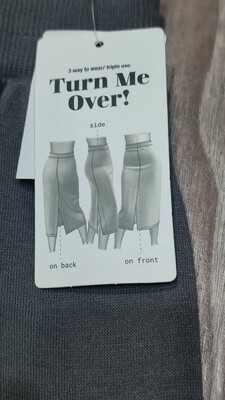 3 way to wear/ triple use
Turn Me
Over!
side
on back
on front